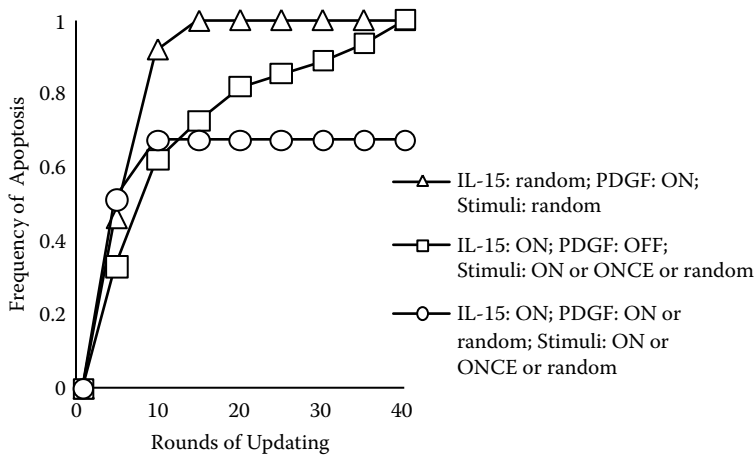 1
0.8
0.6
0.4
0.2
0
Frequency of Apoptosis
0
10
20
30
40
Rounds of Updating
IL-15: random; PDGF: ON;
Stimuli: random
IL-15: ON; PDGF: OFF;
Stimuli: ON or ONCE or random
IL-15: ON; PDGF: ON or
random; Stimuli: ON or
ONCE or random